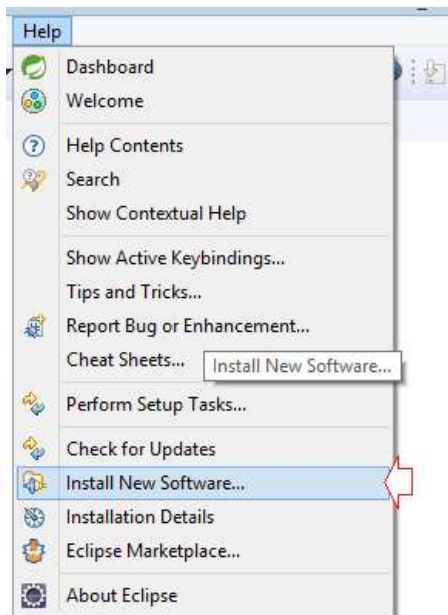 Help
Dashboard
Welcome
Help Contents
Search
Show Contextual Help
Show Active Keybindings...
Tips and Tricks...
Report Bug or Enhancement...
Cheat Sheets...
Install New Software...
Perform Setup Tasks...
Check for Updates
Install New Software...
Installation Details
Eclipse Marketplace...
About Eclipse